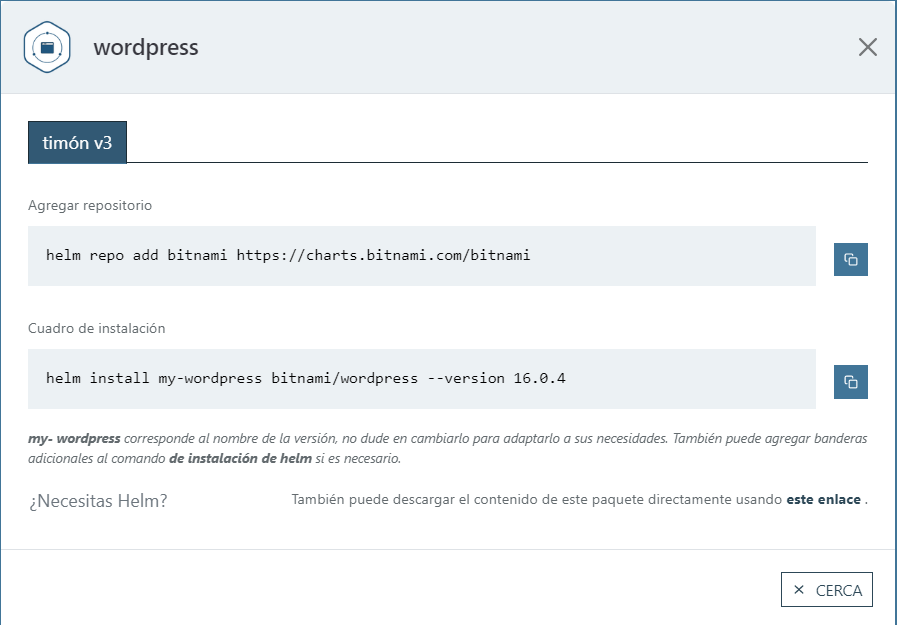 wordpress
timón v3
Agregar repositorio
helm repo add bitnami https://charts.bitnami.com/bitnami
Cuadro de instalación
helm install my-wordpress bitnami/wordpress --version 16.0.4
my- wordpress corresponde al nombre de la versión, no dude en cambiarlo para adaptarlo a sus necesidades. También puede agregar banderas
adicionales al comando de instalación de helm si es necesario.
¿Necesitas Helm?
También puede descargar el contenido de este paquete directamente usando este enlace .
CERCA